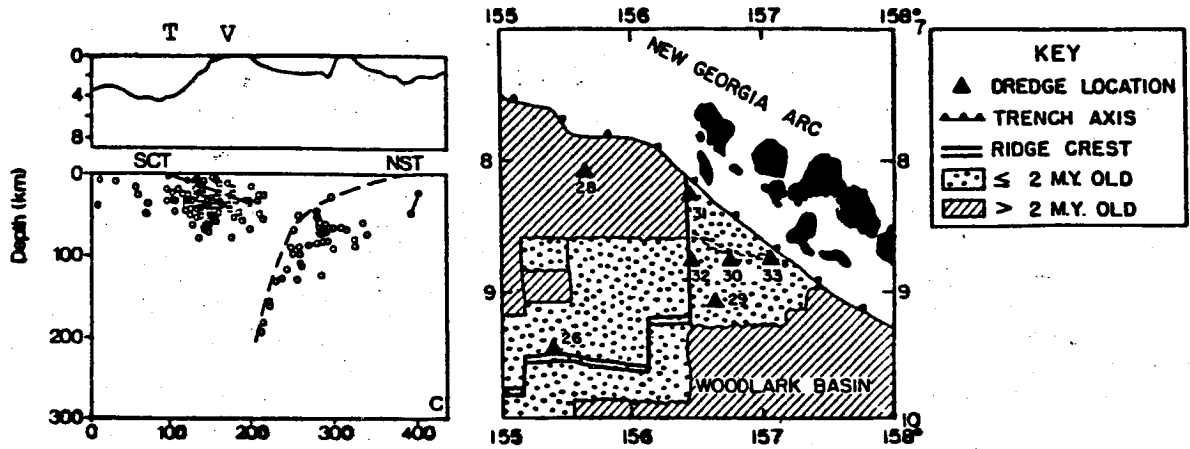 T V
0
4
8
SCT NST
Depth (km)
0
100
200
300
C
0 100 200 300 400
155 156 157 158°
7
8
9
10
NEW GEORGIA ARC
28
31
32 30 33
29
26
WOODLARK BASIN
8
9
155 156 157 158°
KEY
DREDGE LOCATION
TRENCH AXIS
RIDGE CREST
≤ 2 M.Y. OLD
> 2 M.Y. OLD